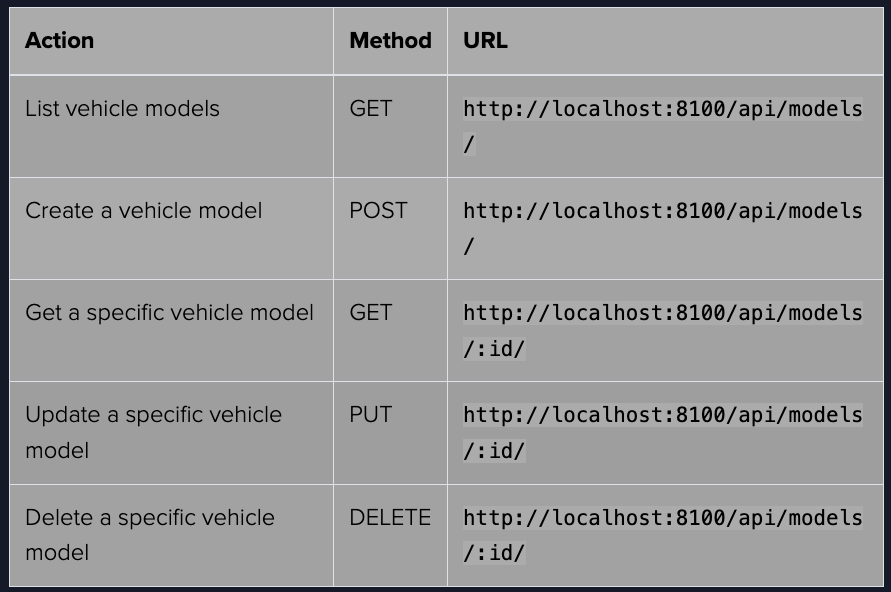 Action Method URL
List vehicle models GET http://localhost:8100/api/models
/
Create a vehicle model POST http://localhost:8100/api/models
/
Get a specific vehicle model GET http://localhost:8100/api/models
/:id/
Update a specific vehicle PUT http://localhost:8100/api/models
model /:id/
Delete a specific vehicle DELETE http://localhost:8100/api/models
model /:id/